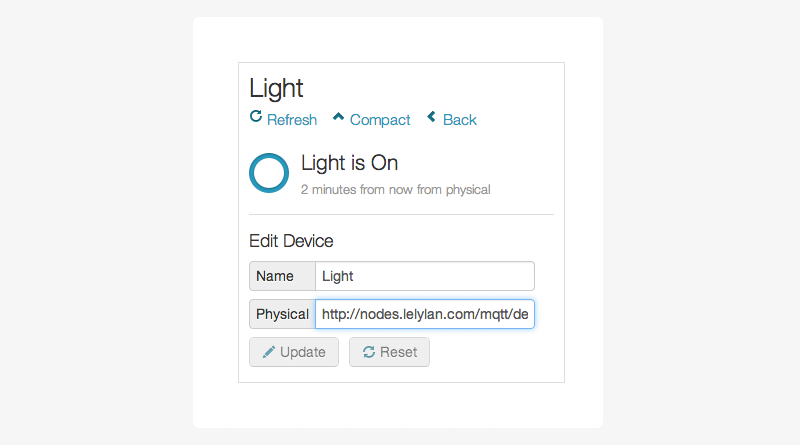 Light
Refresh Compact Back
Light is On
2 minutes from now from physical
Edit Device
Name Light
Physical http://nodes.lelylan.com/mqtt/de
Update Reset